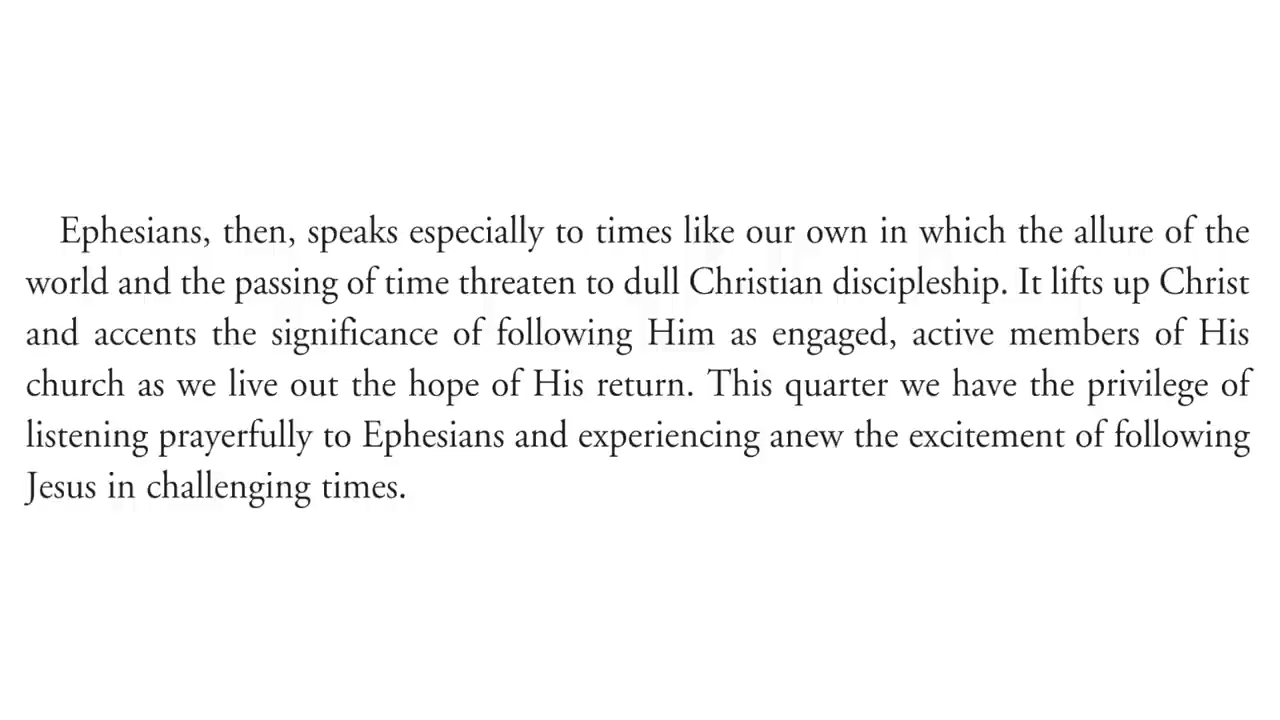 Ephesians, then, speaks especially to times like our own in which the allure of the
world and the passing of time threaten to dull Christian discipleship. It lifts up Christ
and accents the significance of following Him as engaged, active members of His
church as we live out the hope of His return. This quarter we have the privilege of
listening prayerfully to Ephesians and experiencing anew the excitement of following
Jesus in challenging times.